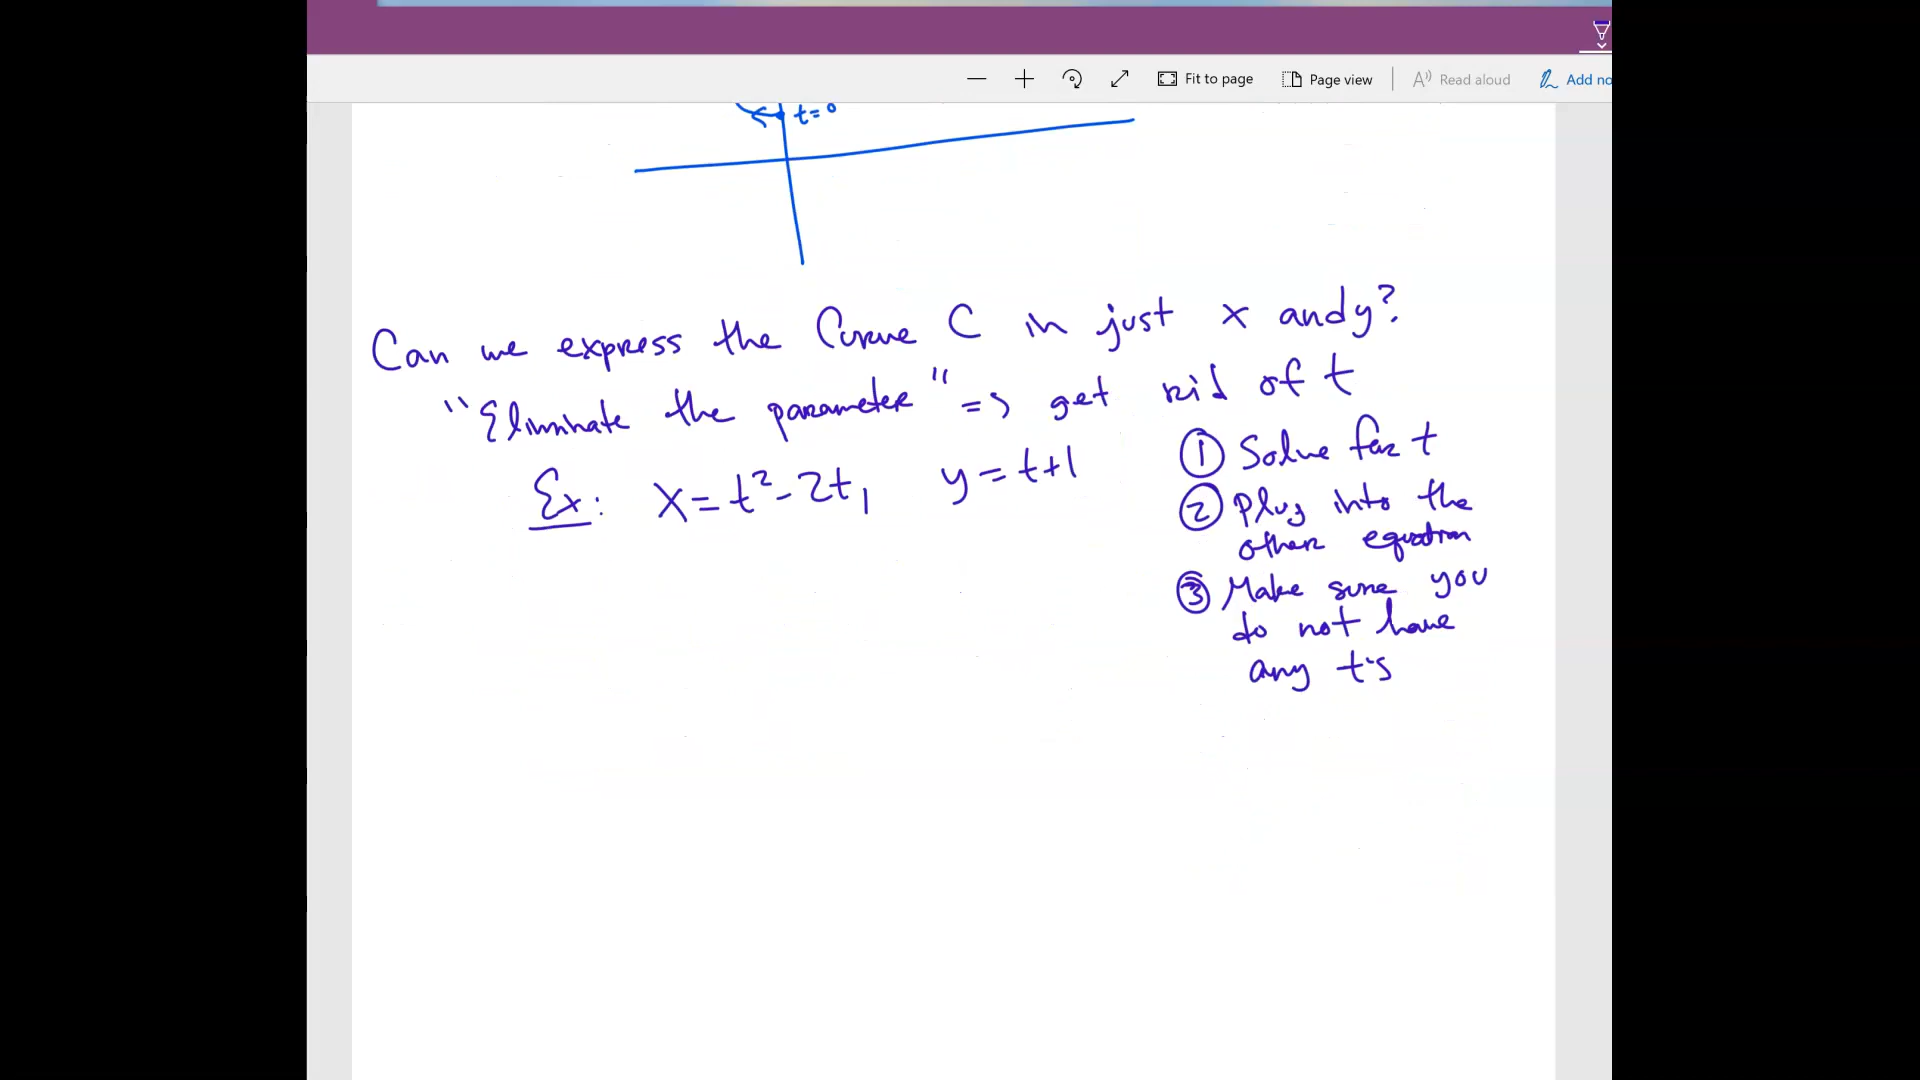 Fit to page Page view Read aloud Add no
t=0
Can we express the Curve C in just x and y?
"Eliminate the parameter" => get rid of t
Ex: x = t² - 2t, y = t+1
① Solve for t
② Plug into the
other equation
③ Make sure you
do not have
any t's